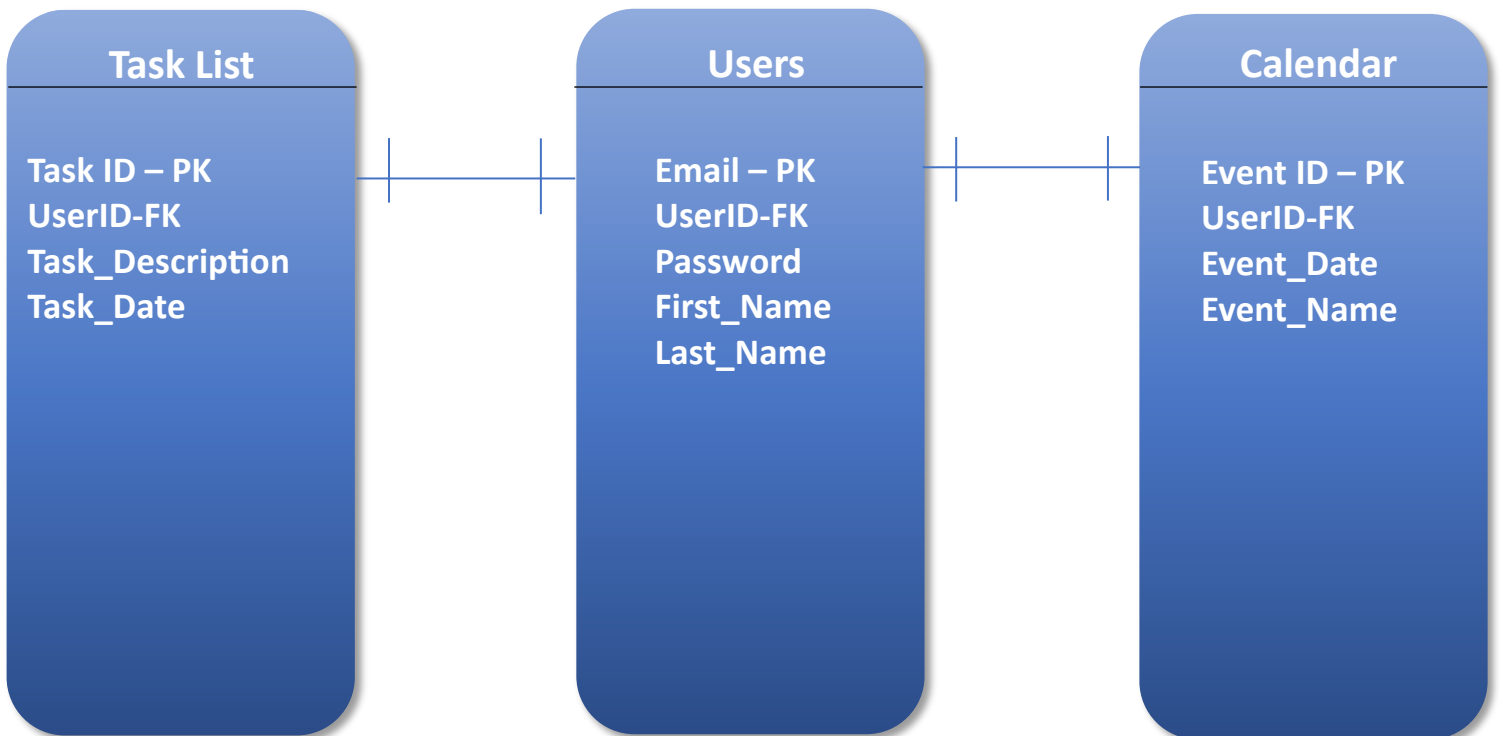 Task List
Task ID – PK
UserID-FK
Task_Description
Task_Date
Users
Email – PK
UserID-FK
Password
First_Name
Last_Name
Calendar
Event ID – PK
UserID-FK
Event_Date
Event_Name